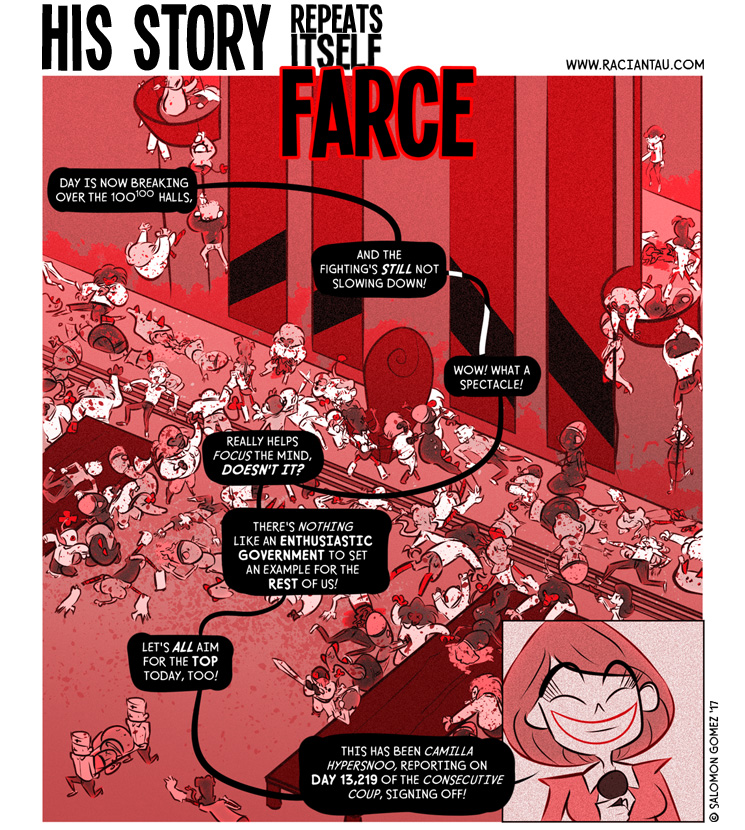 HIS STORY REPEATS
ITSELF
FARCE
WWW.RACIANTAU.COM
DAY IS NOW BREAKING
OVER THE 100¹⁰⁰ HALLS,
AND THE
FIGHTING'S STILL NOT
SLOWING DOWN!
WOW! WHAT A
SPECTACLE!
REALLY HELPS
FOCUS THE MIND,
DOESN'T IT?
THERE'S NOTHING
LIKE AN ENTHUSIASTIC
GOVERNMENT TO SET
AN EXAMPLE FOR THE
REST OF US!
LET'S ALL AIM
FOR THE TOP
TODAY, TOO!
THIS HAS BEEN CAMILLA
HYPERSNOO, REPORTING ON
DAY 13,219 OF THE CONSECUTIVE
COUP, SIGNING OFF!
© SALOMON GOMEZ '17